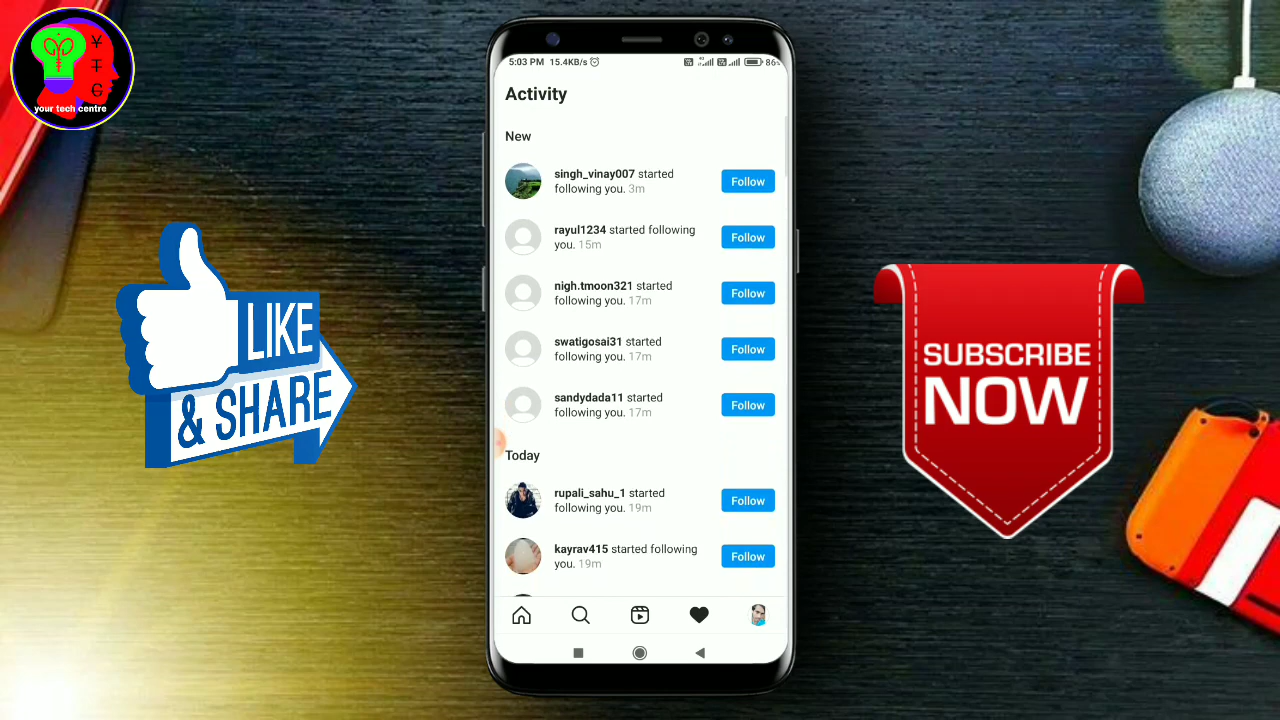 ¥
T
C
your tech centre
5:03 PM 15.4KB/s
86%
Activity
New
singh_vinay007 started
following you. 3m
Follow
rayul1234 started following
you. 15m
Follow
nigh.tmoon321 started
following you. 17m
Follow
swatigosai31 started
following you. 17m
Follow
sandydada11 started
following you. 17m
Follow
Today
rupali_sahu_1 started
following you. 19m
Follow
kayrav415 started following
you. 19m
Follow
LIKE
& SHARE
SUBSCRIBE
NOW